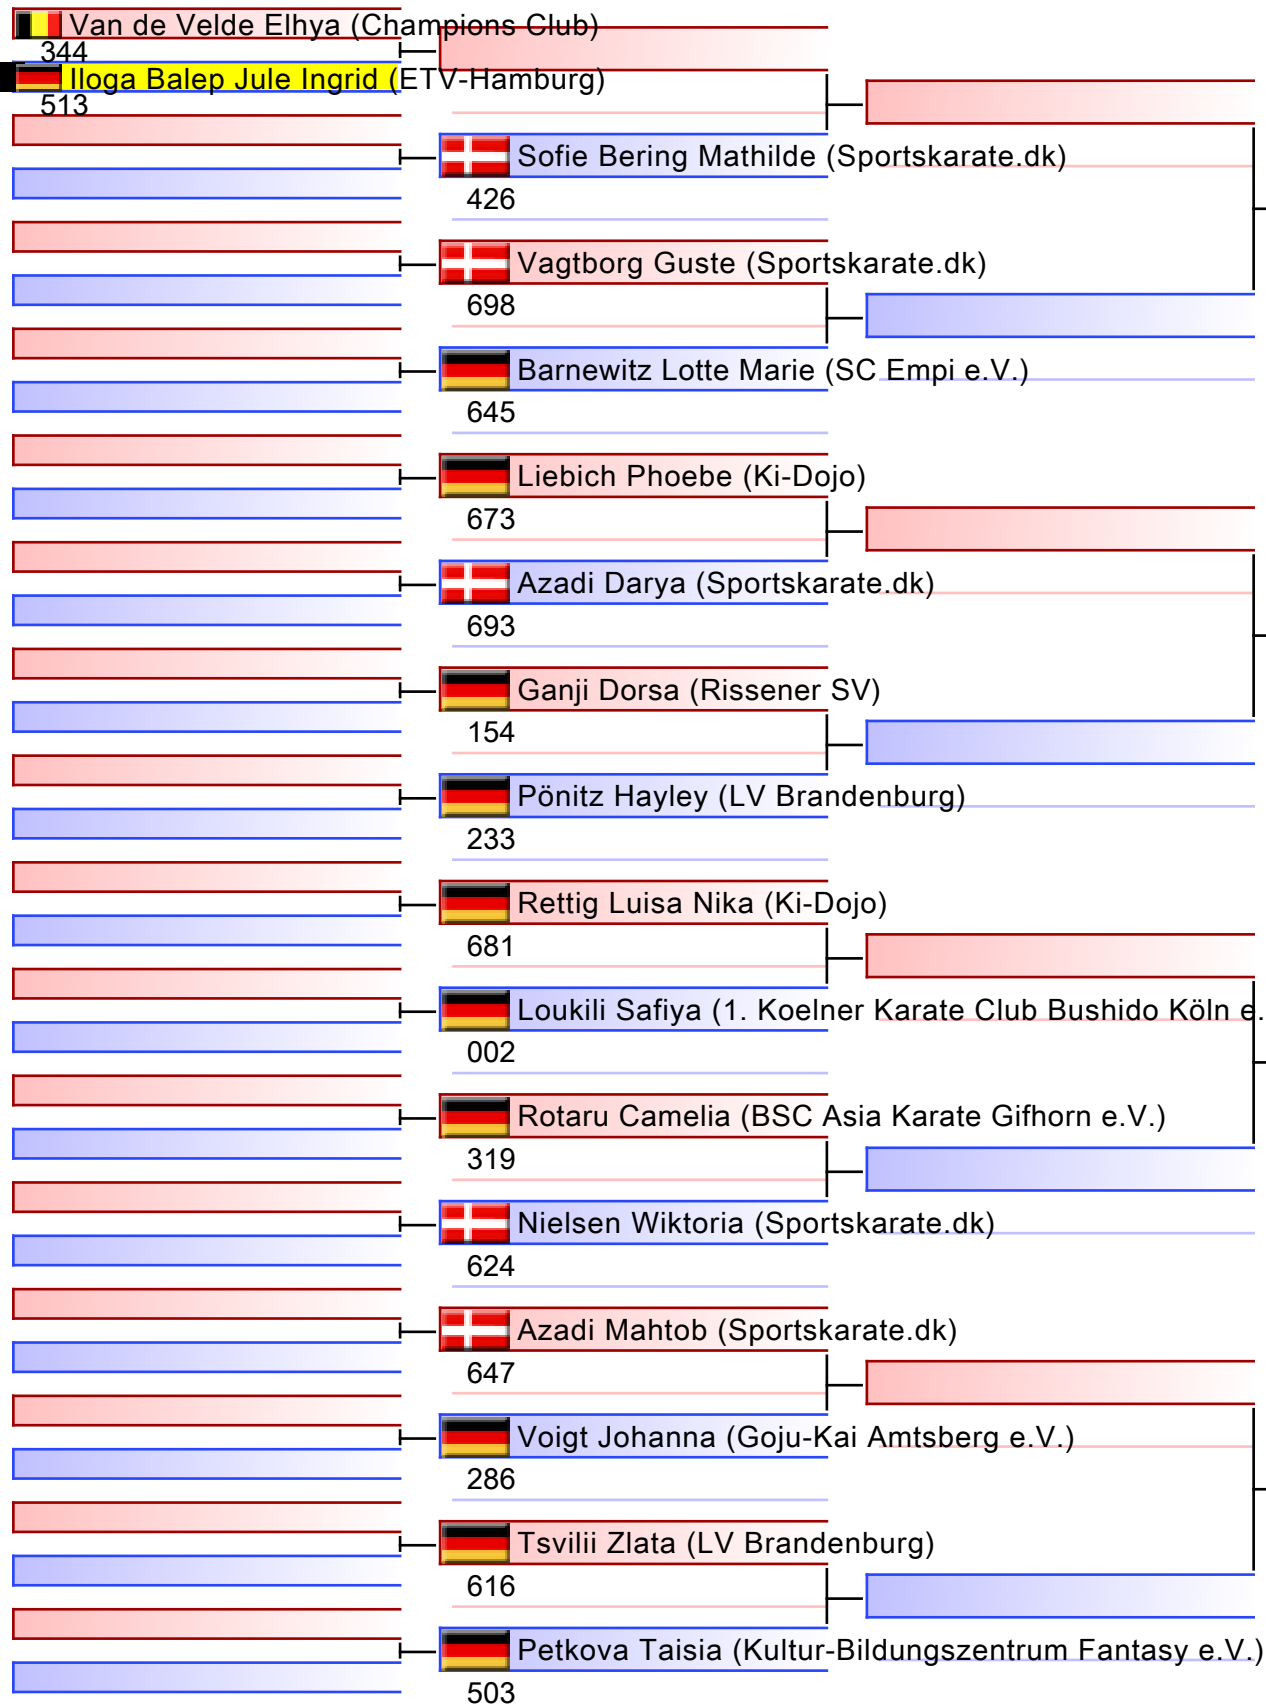 Van de Velde Elhya (Champions Club)
344
Iloga Balep Jule Ingrid (ETV-Hamburg)
513
Sofie Bering Mathilde (Sportskarate.dk)
426
Vagtborg Guste (Sportskarate.dk)
698
Barnewitz Lotte Marie (SC Empi e.V.)
645
Liebich Phoebe (Ki-Dojo)
673
Azadi Darya (Sportskarate.dk)
693
Ganji Dorsa (Rissener SV)
154
Pönitz Hayley (LV Brandenburg)
233
Rettig Luisa Nika (Ki-Dojo)
681
Loukili Safiya (1. Koelner Karate Club Bushido Köln e.
002
Rotaru Camelia (BSC Asia Karate Gifhorn e.V.)
319
Nielsen Wiktoria (Sportskarate.dk)
624
Azadi Mahtob (Sportskarate.dk)
647
Voigt Johanna (Goju-Kai Amtsberg e.V.)
286
Tsvilii Zlata (LV Brandenburg)
616
Petkova Taisia (Kultur-Bildungszentrum Fantasy e.V.)
503